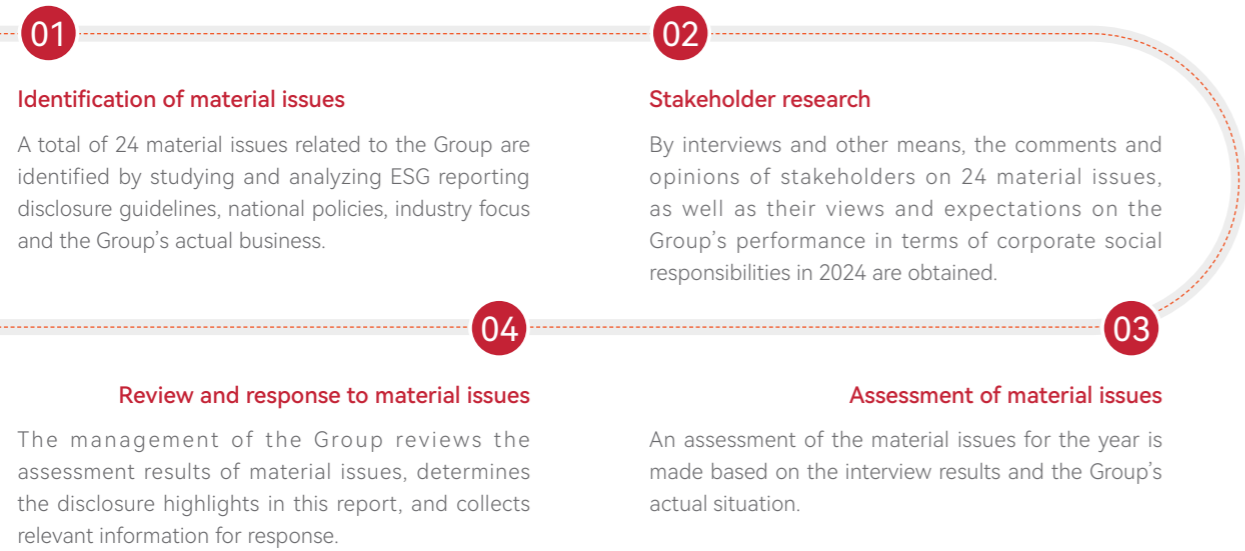 01
Identification of material issues
A total of 24 material issues related to the Group are
identified by studying and analyzing ESG reporting
disclosure guidelines, national policies, industry focus
and the Group's actual business.
02
Stakeholder research
By interviews and other means, the comments and
opinions of stakeholders on 24 material issues,
as well as their views and expectations on the
Group's performance in terms of corporate social
responsibilities in 2024 are obtained.
03
Assessment of material issues
An assessment of the material issues for the year is
made based on the interview results and the Group's
actual situation.
04
Review and response to material issues
The management of the Group reviews the
assessment results of material issues, determines
the disclosure highlights in this report, and collects
relevant information for response.